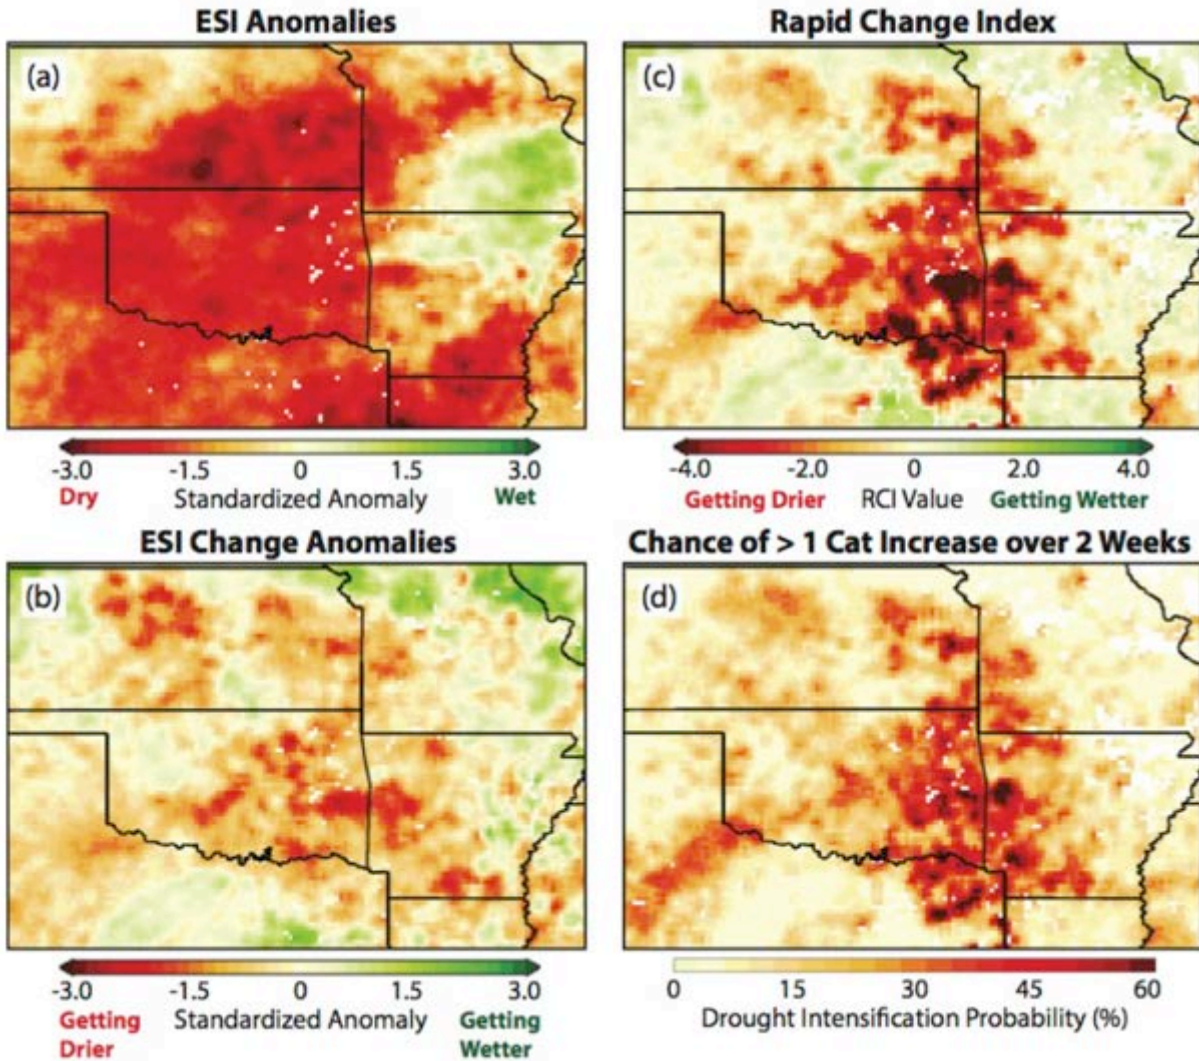 ESI Anomalies
(a)
-3.0 -1.5 0 1.5 3.0
Dry Standardized Anomaly Wet
Rapid Change Index
(c)
-4.0 -2.0 0 2.0 4.0
Getting Drier RCI Value Getting Wetter
ESI Change Anomalies
(b)
-3.0 -1.5 0 1.5 3.0
Getting Drier Standardized Anomaly Getting Wetter
Chance of > 1 Cat Increase over 2 Weeks
(d)
0 15 30 45 60
Drought Intensification Probability (%)